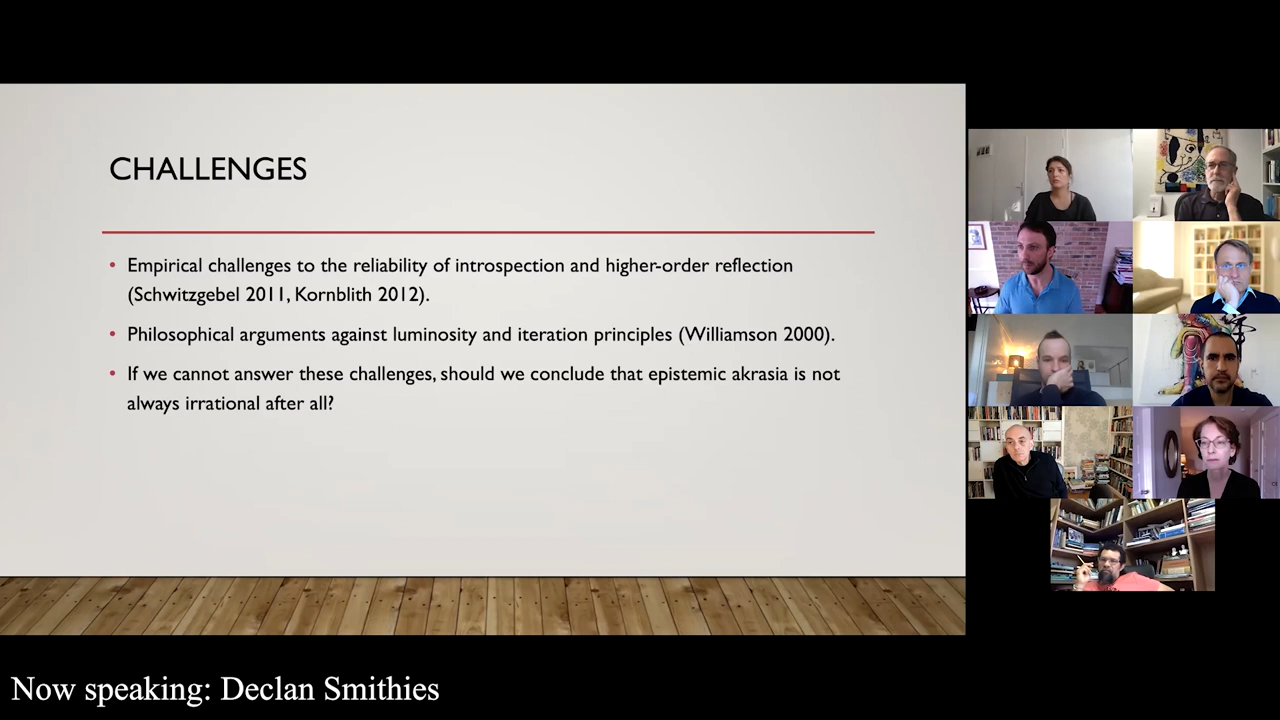 CHALLENGES
• Empirical challenges to the reliability of introspection and higher-order reflection
(Schwitzgebel 2011, Kornblith 2012).
• Philosophical arguments against luminosity and iteration principles (Williamson 2000).
• If we cannot answer these challenges, should we conclude that epistemic akrasia is not
always irrational after all?
Now speaking: Declan Smithies